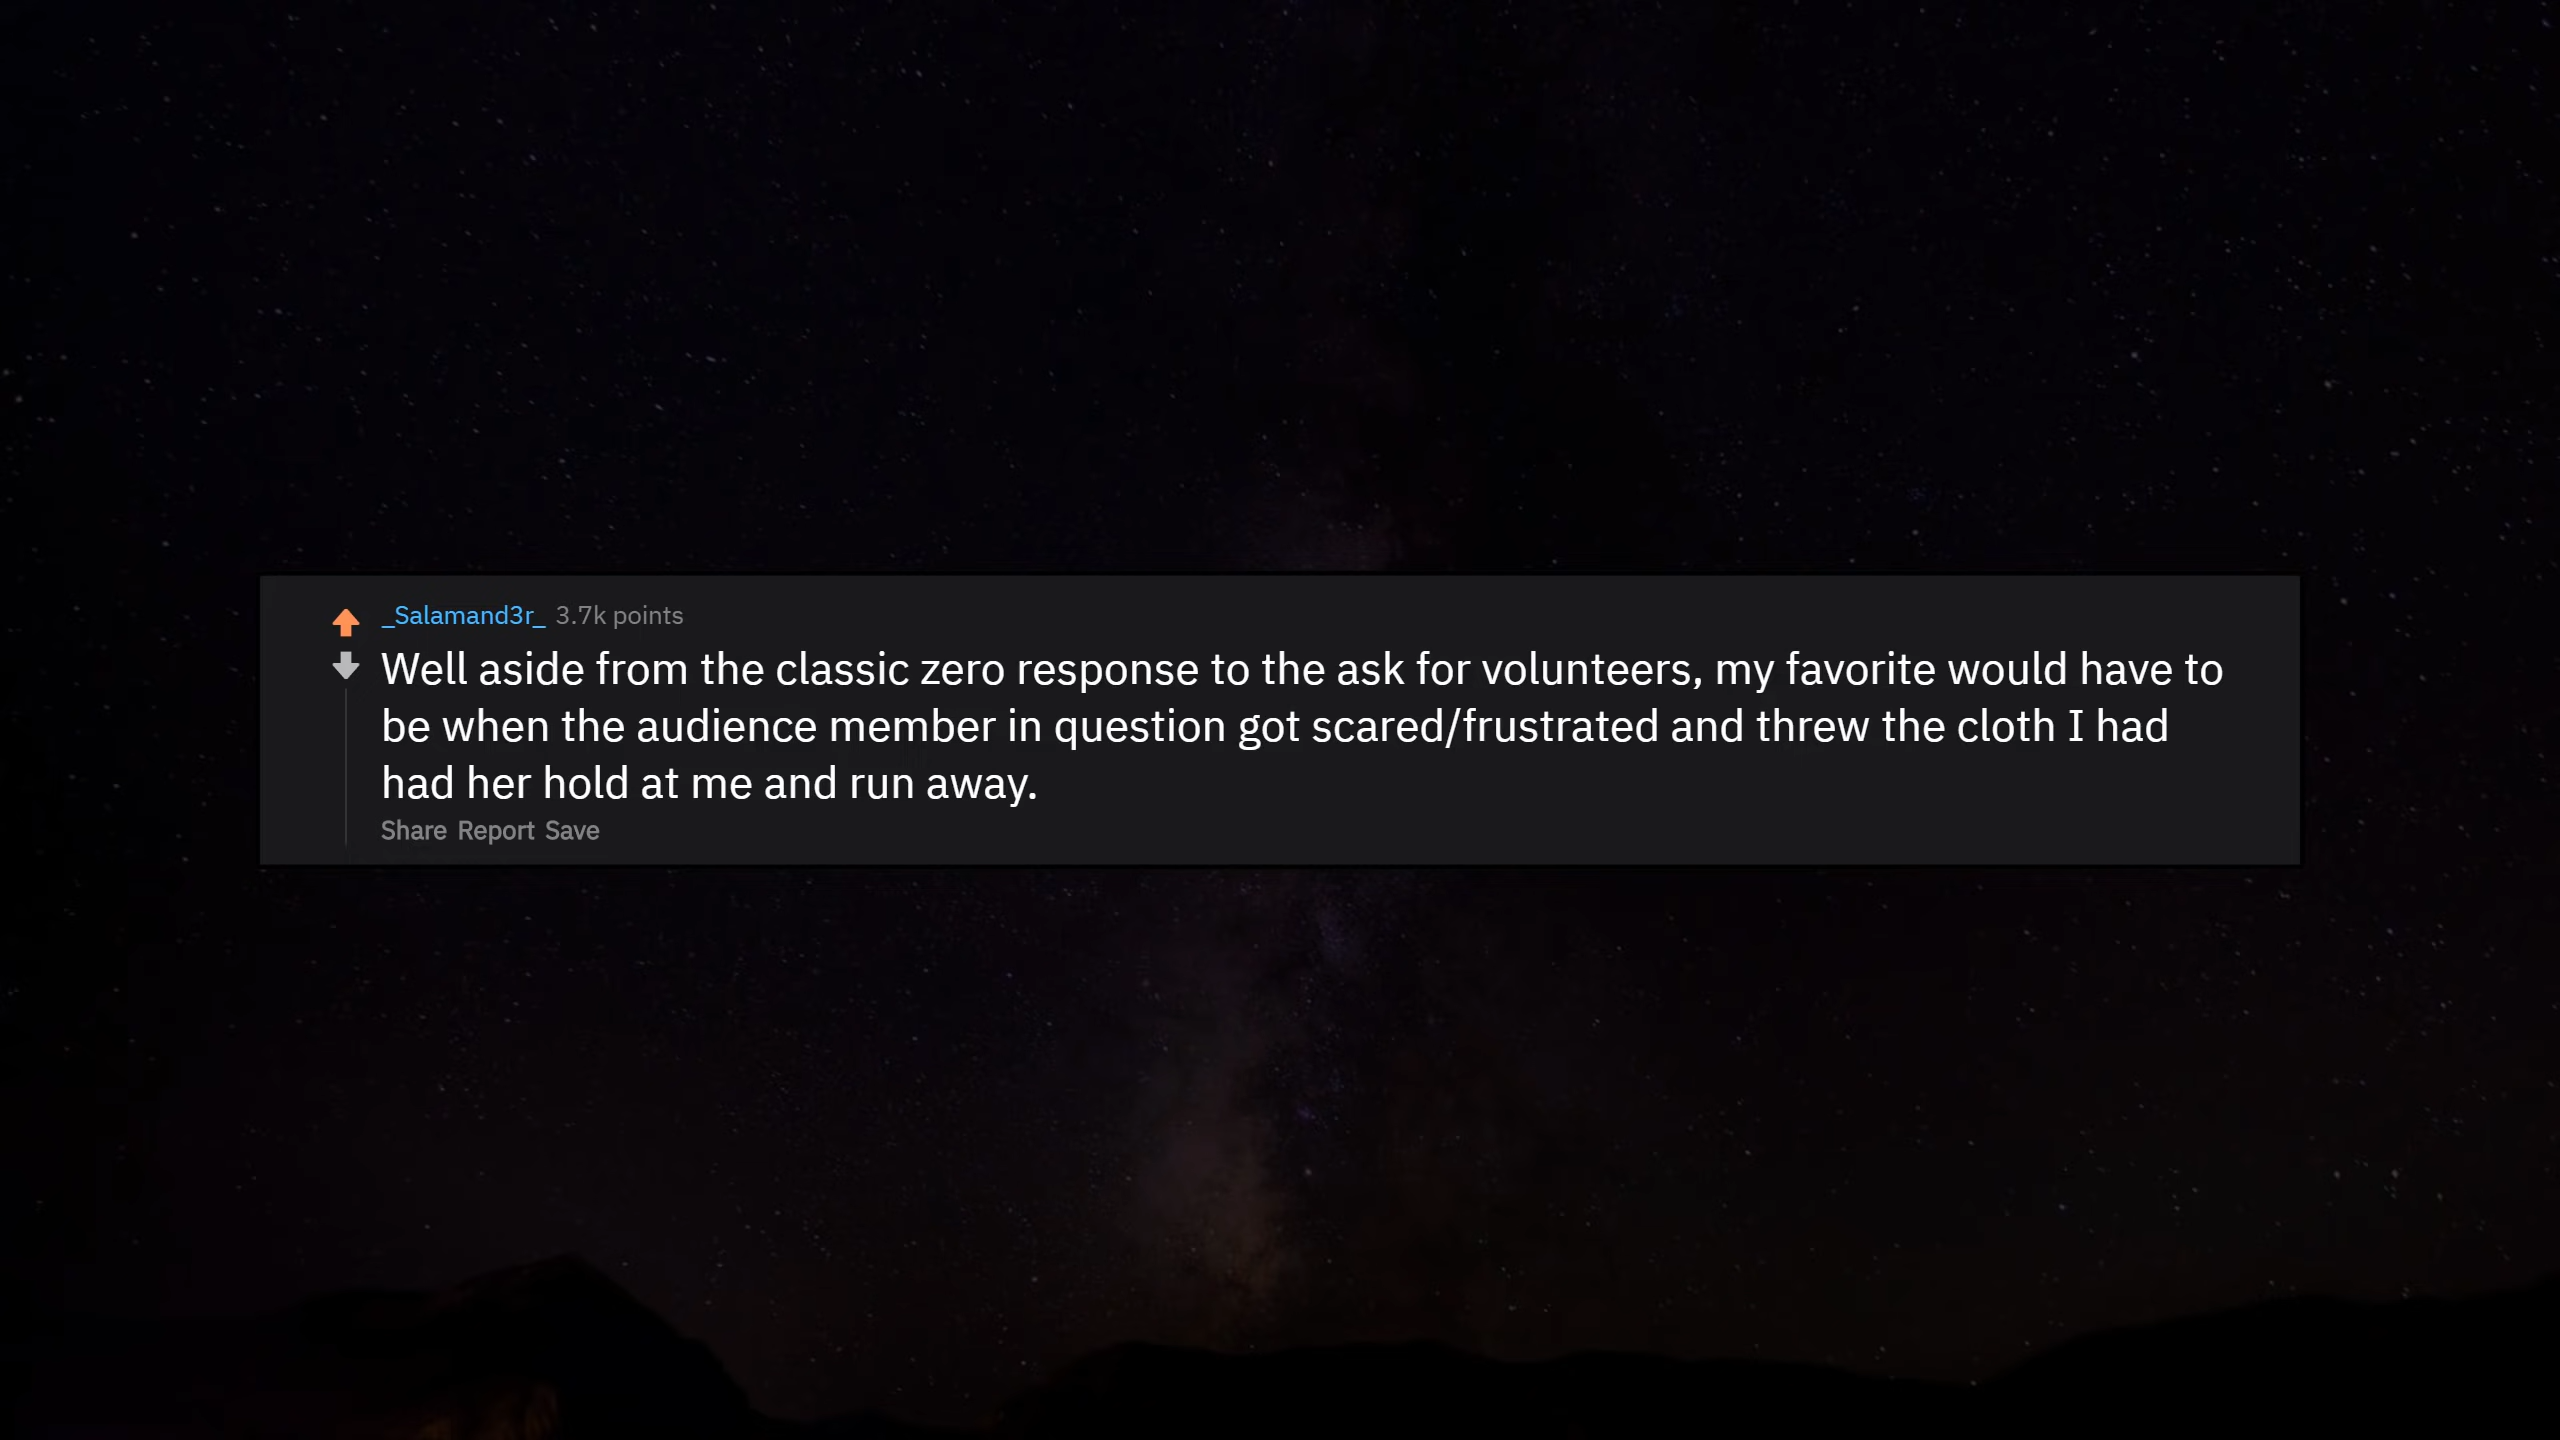 _Salamand3r_ 3.7k points
Well aside from the classic zero response to the ask for volunteers, my favorite would have to
be when the audience member in question got scared/frustrated and threw the cloth I had
had her hold at me and run away.
Share Report Save